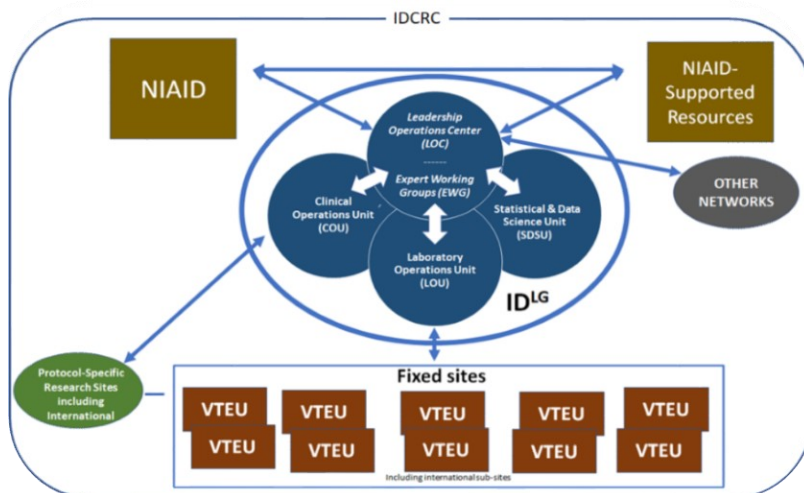 IDCRC
NIAID
NIAID-
Supported
Resources
Leadership
Operations Center
(LOC)
------
Expert Working
Groups (EWG)
Clinical
Operations Unit
(COU)
Statistical & Data
Science Unit
(SDSU)
OTHER
NETWORKS
Laboratory
Operations Unit
(LOU)
IDLG
Protocol-Specific
Research Sites
including
International
Fixed sites
VTEU
VTEU
VTEU
VTEU
VTEU
VTEU
VTEU
VTEU
VTEU
VTEU
Including international sub-sites